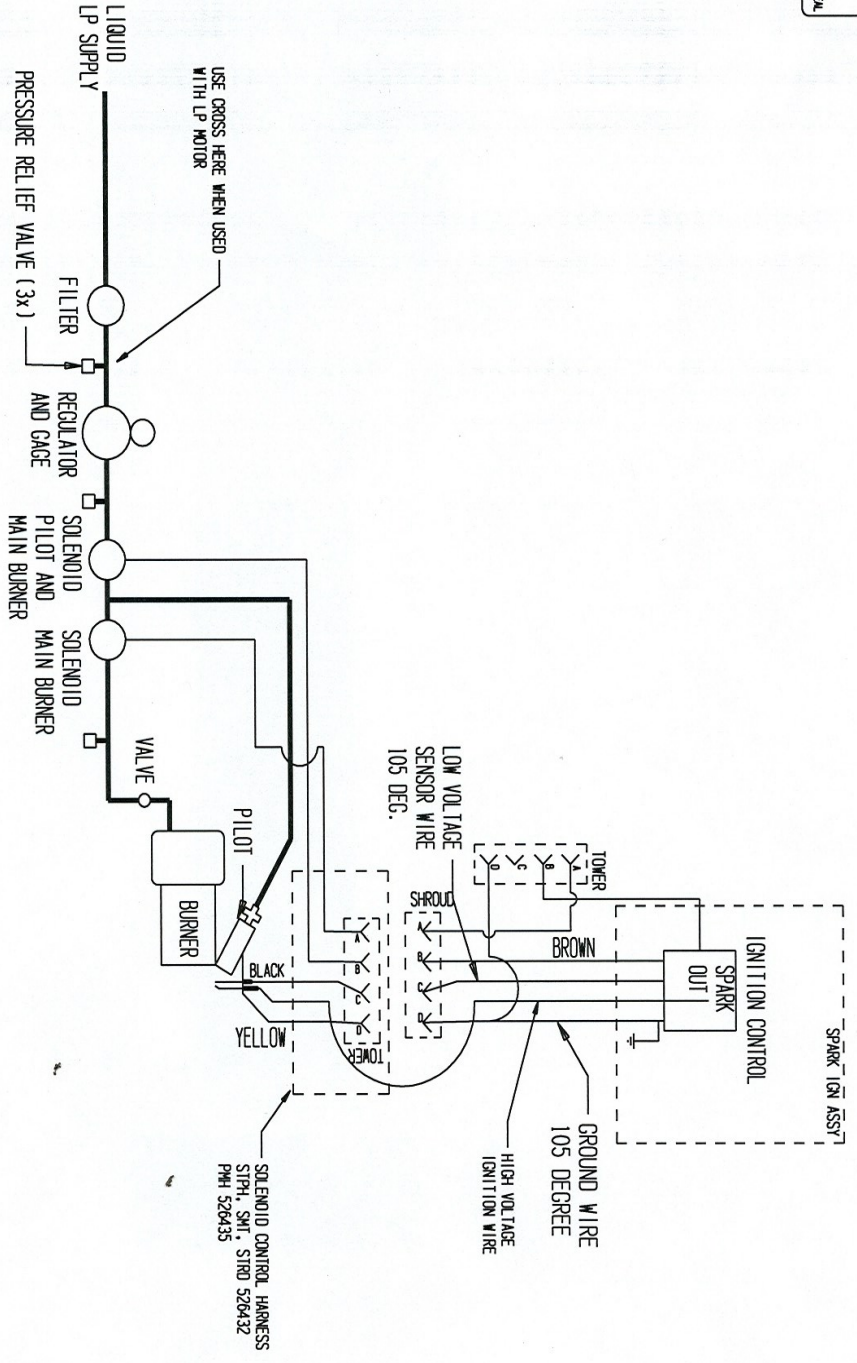 LIQUID
LP SUPPLY
USE CROSS HERE WHEN USED
WITH LP MOTOR
PRESSURE RELIEF VALVE (3x)
FILTER
REGULATOR
AND GAGE
SOLENOID
PILOT AND
MAIN BURNER
SOLENOID
MAIN BURNER
VALVE
PILOT
BURNER
BLACK
YELLOW
A
B
C
D
TOWER
SOLENOID CONTROL HARNESS
STPH, SMT, STRD 526432
PMH 526435
LOW VOLTAGE
SENSOR WIRE
105 DEG.
SHROUD
A
B
C
D
TOWER
A
B
C
D
BROWN
HIGH VOLTAGE
IGNITION WIRE
GROUND WIRE
105 DEGREE
IGNITION CONTROL
SPARK
OUT
SPARK IGN ASSY